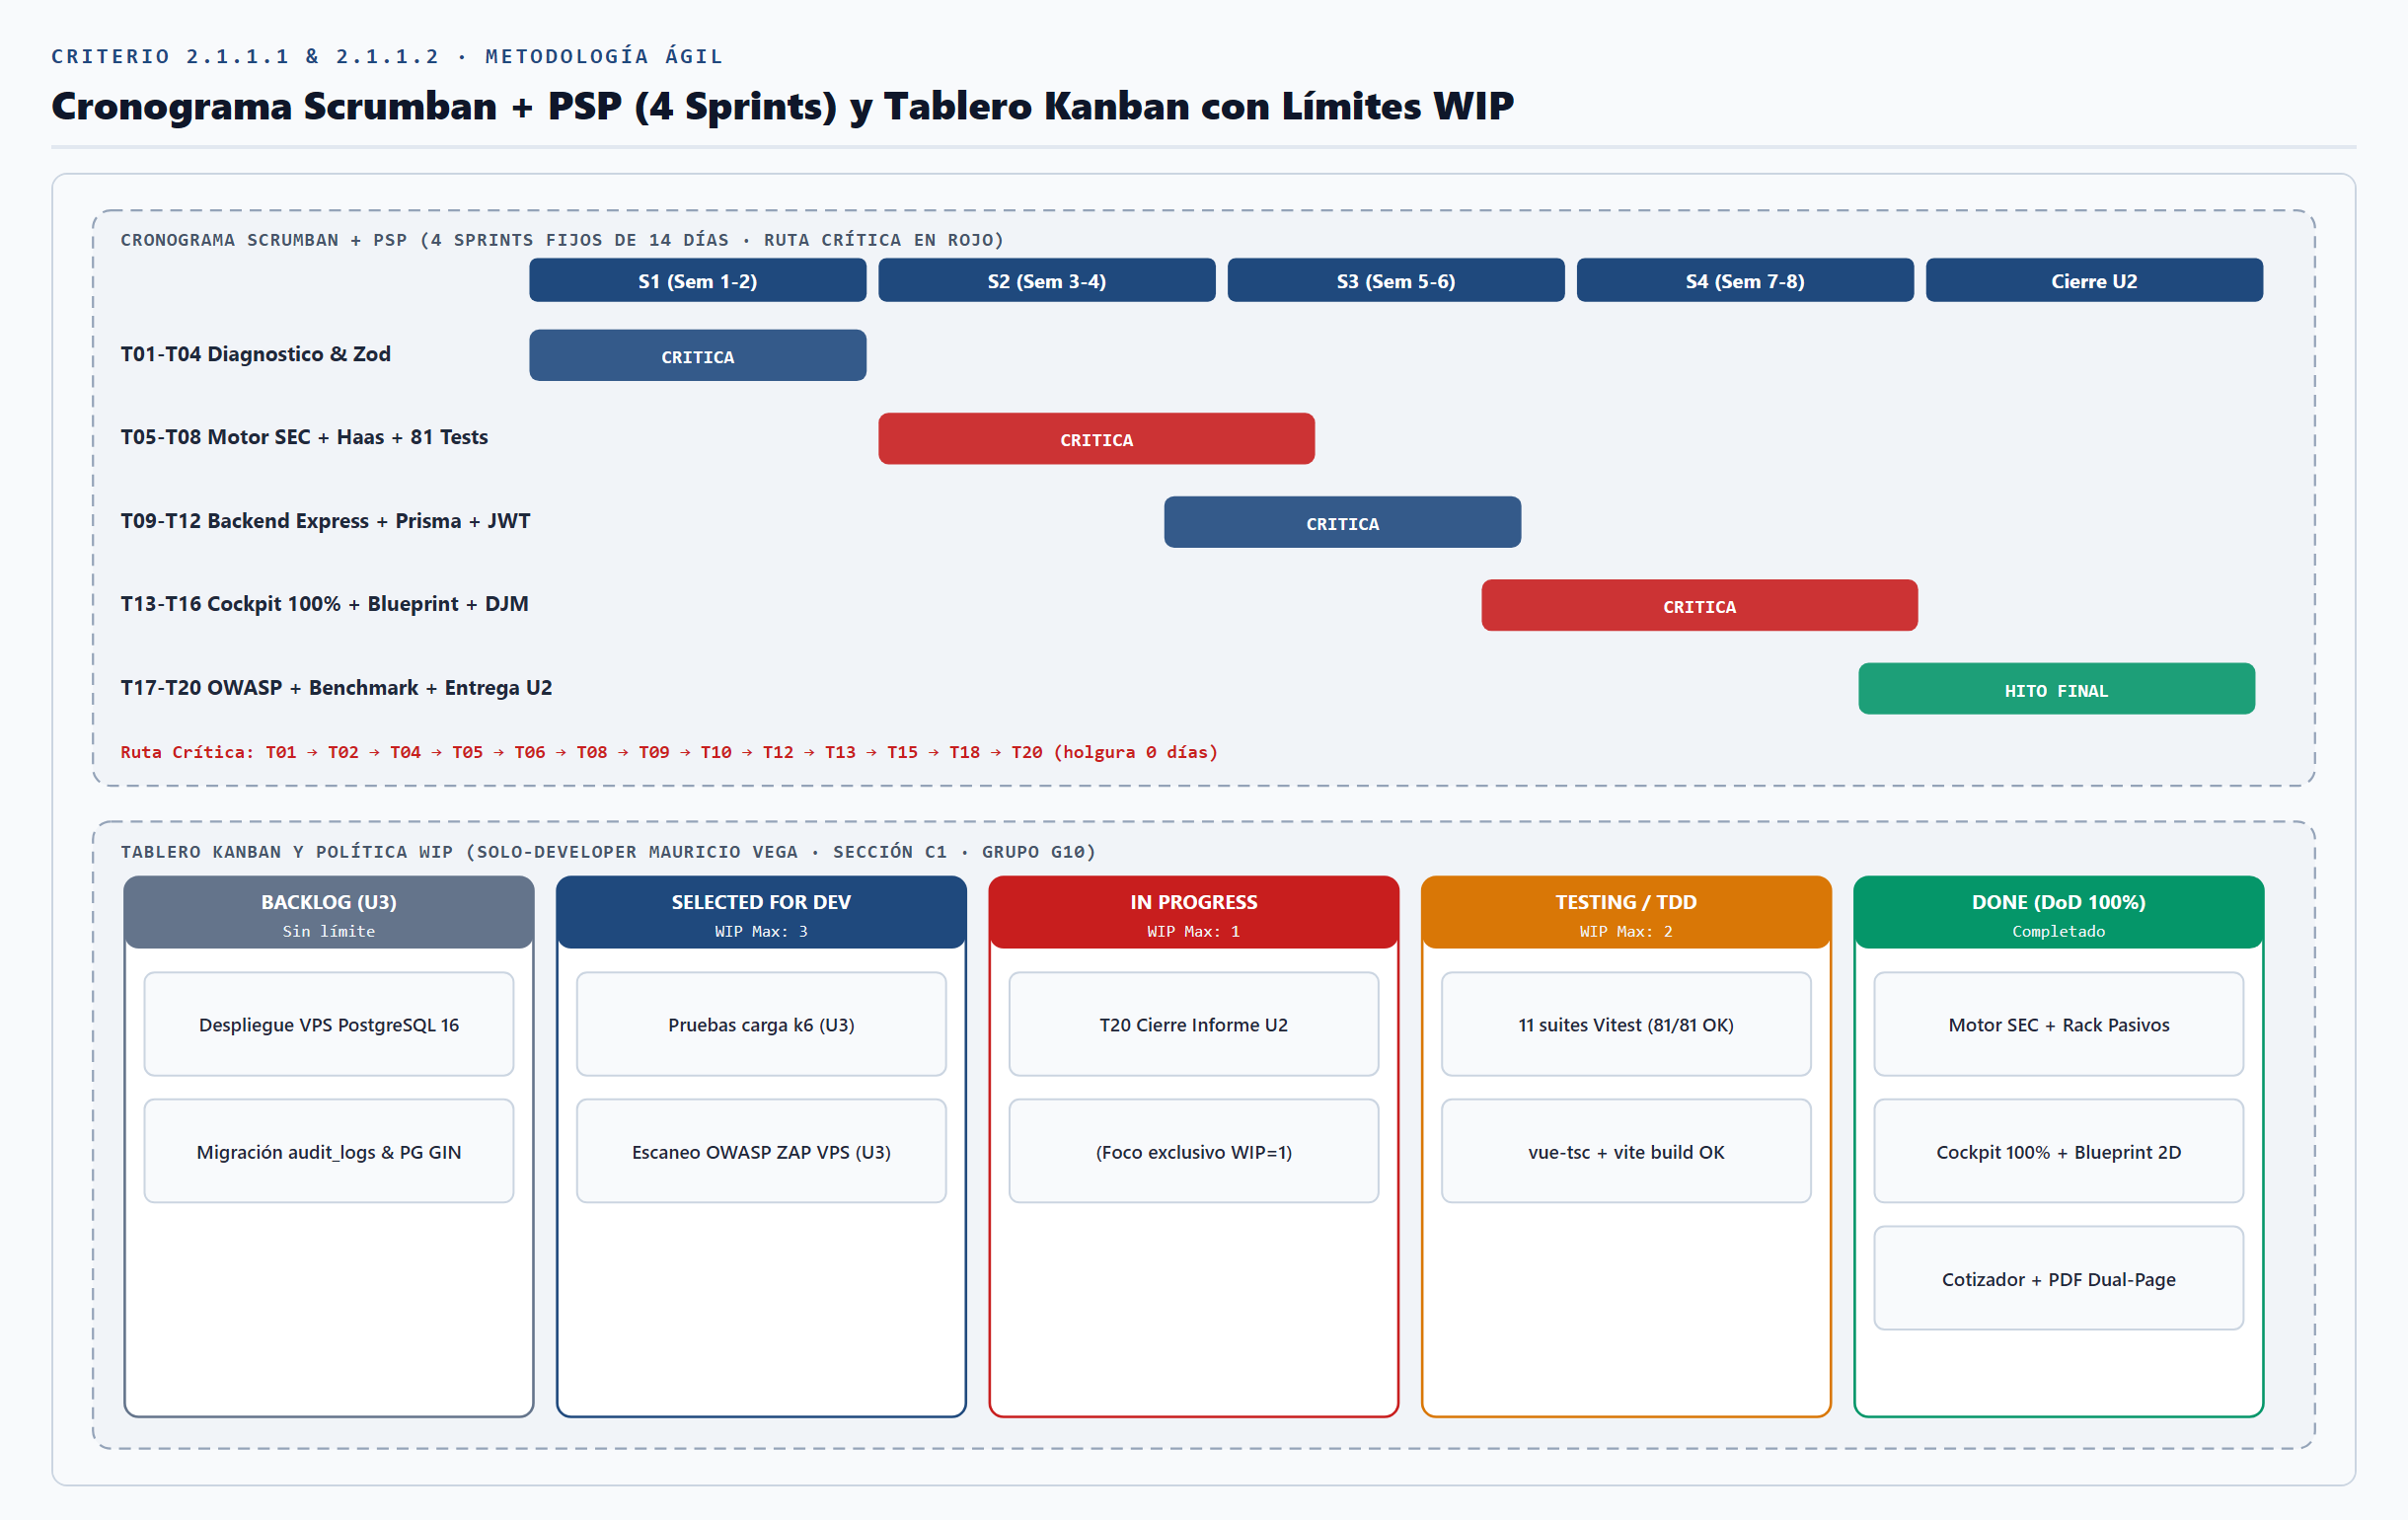 CRITERIO 2.1.1.1 & 2.1.1.2 · METODOLOGÍA ÁGIL
Cronograma Scrumban + PSP (4 Sprints) y Tablero Kanban con Límites WIP
CRONOGRAMA SCRUMBAN + PSP (4 SPRINTS FIJOS DE 14 DÍAS · RUTA CRÍTICA EN ROJO)
S1 (Sem 1-2)
S2 (Sem 3-4)
S3 (Sem 5-6)
S4 (Sem 7-8)
Cierre U2
T01-T04 Diagnostico & Zod
CRITICA
T05-T08 Motor SEC + Haas + 81 Tests
CRITICA
T09-T12 Backend Express + Prisma + JWT
CRITICA
T13-T16 Cockpit 100% + Blueprint + DJM
CRITICA
T17-T20 OWASP + Benchmark + Entrega U2
HITO FINAL
Ruta Crítica: T01 → T02 → T04 → T05 → T06 → T08 → T09 → T10 → T12 → T13 → T15 → T18 → T20 (holgura 0 días)
TABLERO KANBAN Y POLÍTICA WIP (SOLO-DEVELOPER MAURICIO VEGA · SECCIÓN C1 · GRUPO G10)
BACKLOG (U3)
Sin límite
Despliegue VPS PostgreSQL 16
Migración audit_logs & PG GIN
SELECTED FOR DEV
WIP Max: 3
Pruebas carga k6 (U3)
Escaneo OWASP ZAP VPS (U3)
IN PROGRESS
WIP Max: 1
T20 Cierre Informe U2
(Foco exclusivo WIP=1)
TESTING / TDD
WIP Max: 2
11 suites Vitest (81/81 OK)
vue-tsc + vite build OK
DONE (DoD 100%)
Completado
Motor SEC + Rack Pasivos
Cockpit 100% + Blueprint 2D
Cotizador + PDF Dual-Page